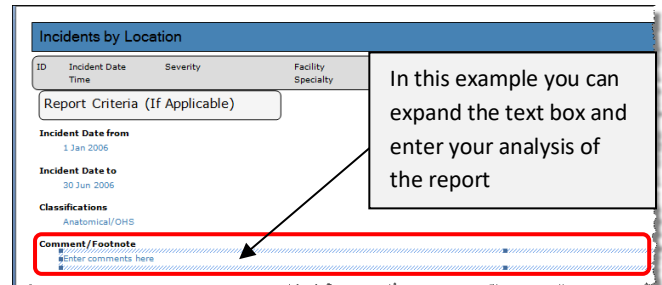 Incidents by Location
ID Incident Date Severity Facility
Time Specialty
Report Criteria (If Applicable)
In this example you can
expand the text box and
enter your analysis of
the report
Incident Date from
1 Jan 2006
Incident Date to
30 Jun 2006
Classifications
Anatomical/OHS
Comment/Footnote
Enter comments here